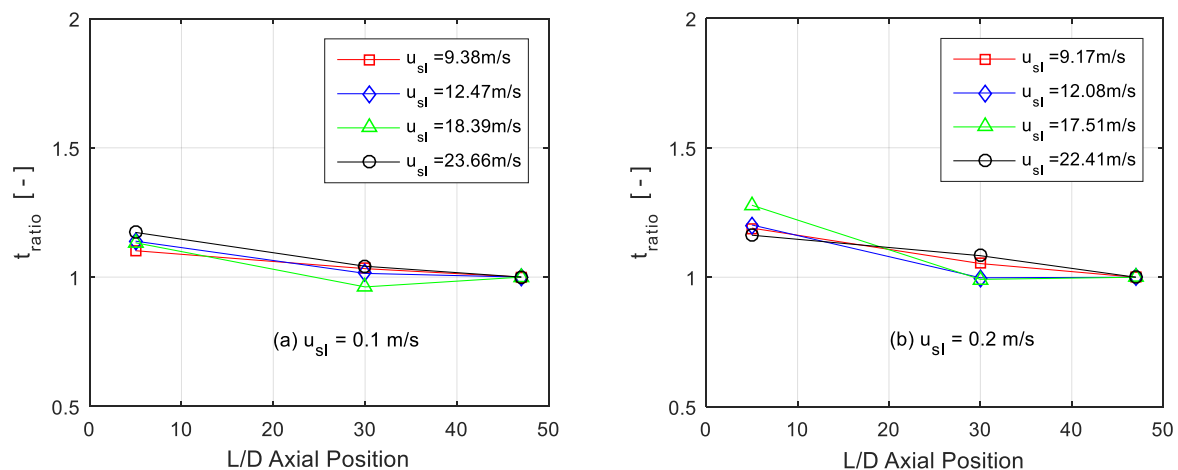 2
1.5
1
0.5
t_ratio [ - ]
u_sl =9.38m/s
u_sl =12.47m/s
u_sl =18.39m/s
u_sl =23.66m/s
(a) u_sl = 0.1 m/s
0 10 20 30 40 50
L/D Axial Position
2
1.5
1
0.5
t_ratio [ - ]
u_sl =9.17m/s
u_sl =12.08m/s
u_sl =17.51m/s
u_sl =22.41m/s
(b) u_sl = 0.2 m/s
0 10 20 30 40 50
L/D Axial Position